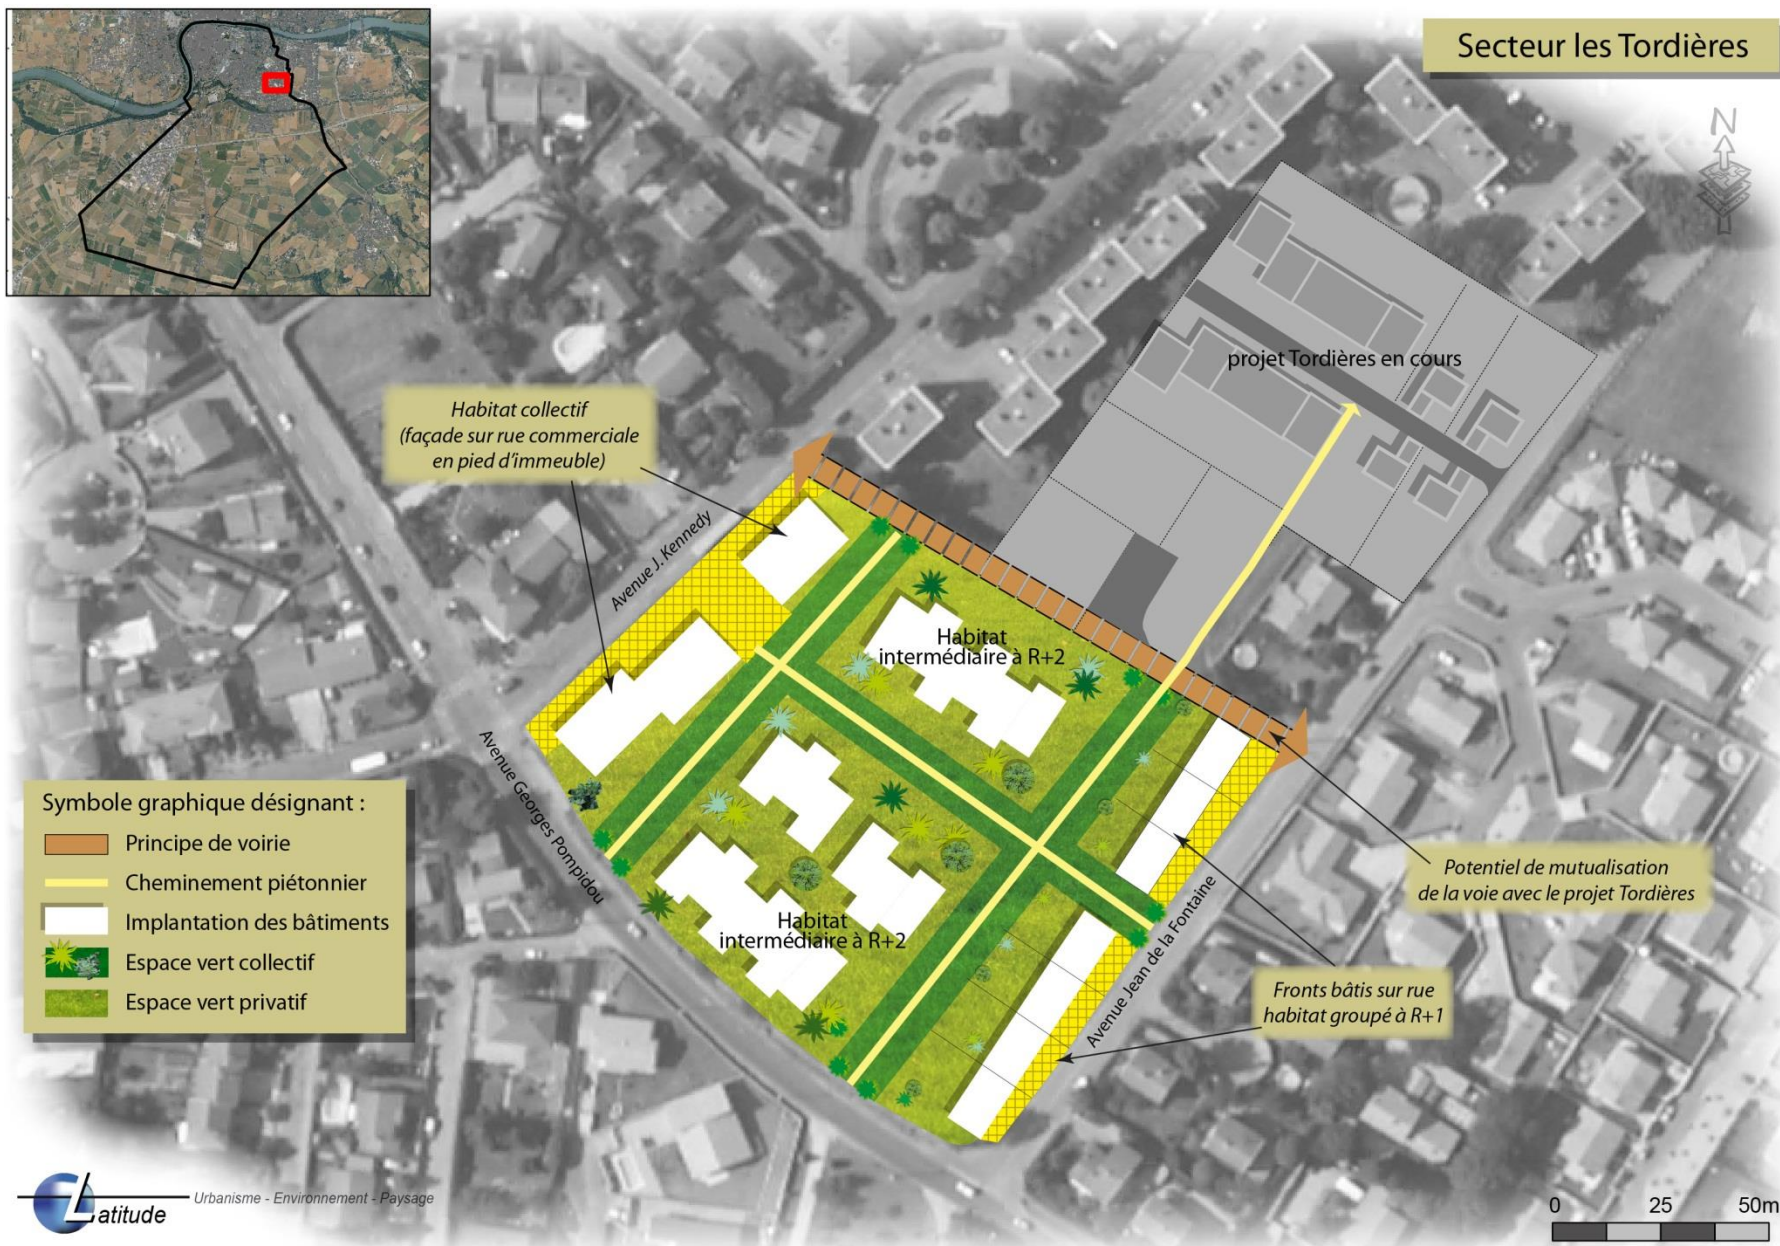 Secteur les Tordières
N
projet Tordières en cours
Habitat collectif
(façade sur rue commerciale
en pied d'immeuble)
Avenue J. Kennedy
Habitat
intermédiaire à R+2
Avenue Georges Pompidou
Symbole graphique désignant :
Principe de voirie
Cheminement piétonnier
Implantation des bâtiments
Espace vert collectif
Espace vert privatif
Habitat
intermédiaire à R+2
Potentiel de mutualisation
de la voie avec le projet Tordières
Avenue Jean de la Fontaine
Fronts bâtis sur rue
habitat groupé à R+1
Latitude
Urbanisme - Environnement - Paysage
0 25 50m